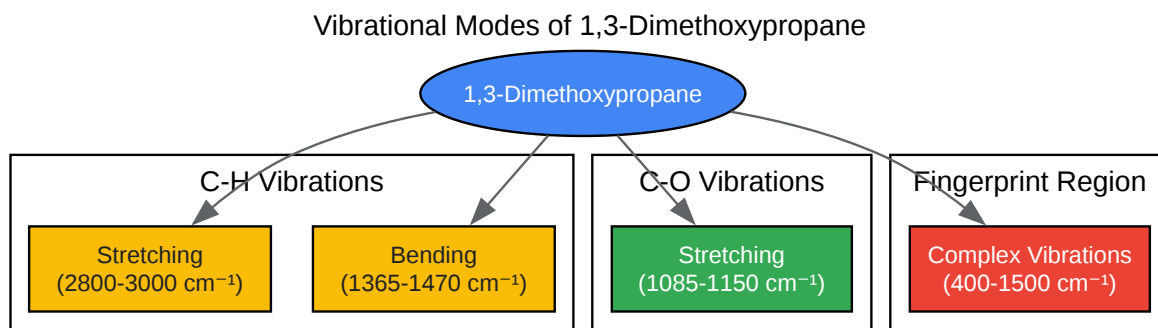 Vibrational Modes of 1,3-Dimethoxypropane
1,3-Dimethoxypropane
C-H Vibrations
C-O Vibrations
Fingerprint Region
Stretching
(2800-3000 cm⁻¹)
Bending
(1365-1470 cm⁻¹)
Stretching
(1085-1150 cm⁻¹)
Complex Vibrations
(400-1500 cm⁻¹)